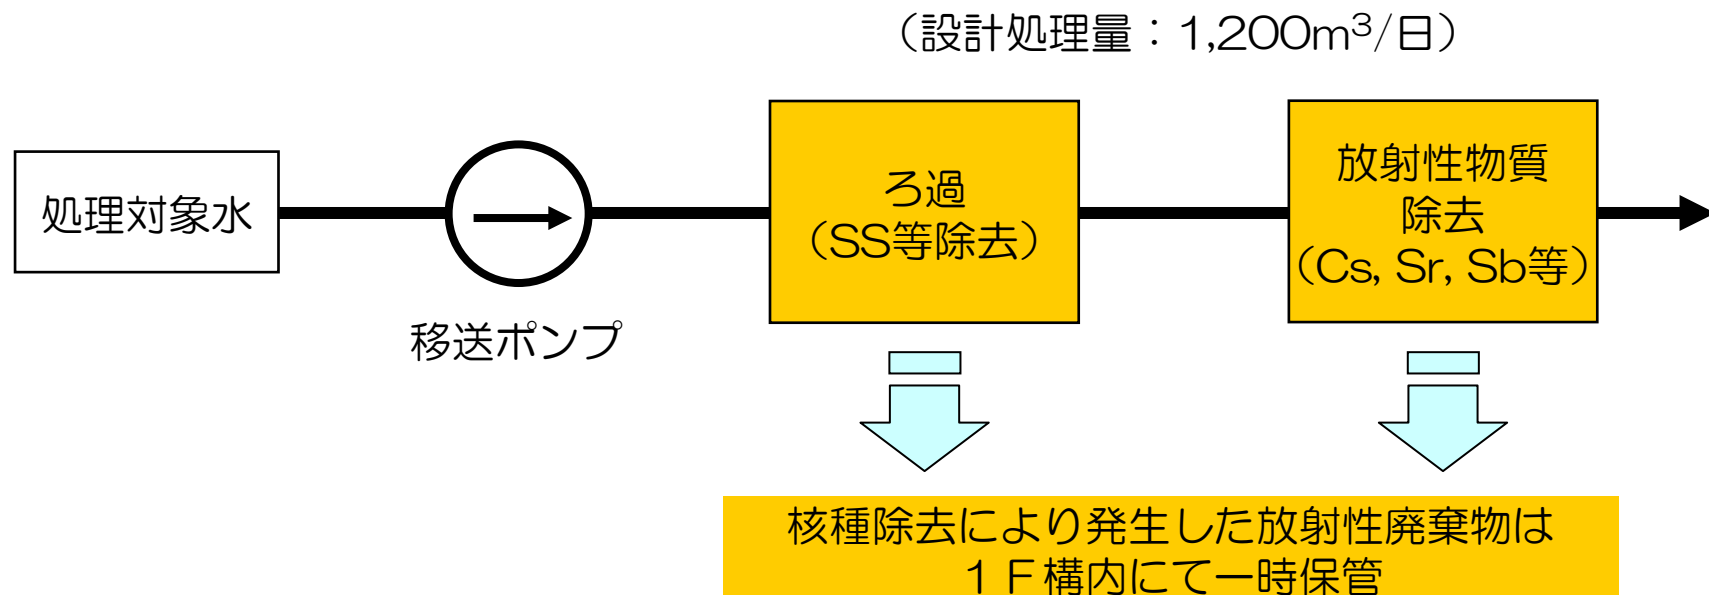 （設計処理量：1,200m³/日）
処理対象水
移送ポンプ
ろ過
（SS等除去）
放射性物質
除去
（Cs, Sr, Sb等）
核種除去により発生した放射性廃棄物は
１Ｆ構内にて一時保管